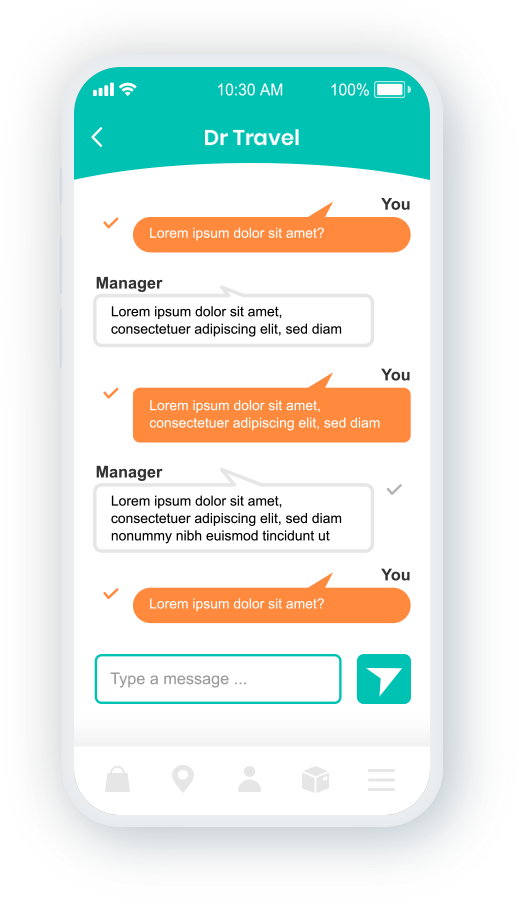 10:30 AM
100%
Dr Travel
You
Lorem ipsum dolor sit amet?
Manager
Lorem ipsum dolor sit amet,
consectetuer adipiscing elit, sed diam
You
Lorem ipsum dolor sit amet,
consectetuer adipiscing elit, sed diam
Manager
Lorem ipsum dolor sit amet,
consectetuer adipiscing elit, sed diam
nonummy nibh euismod tincidunt ut
You
Lorem ipsum dolor sit amet?
Type a message ...